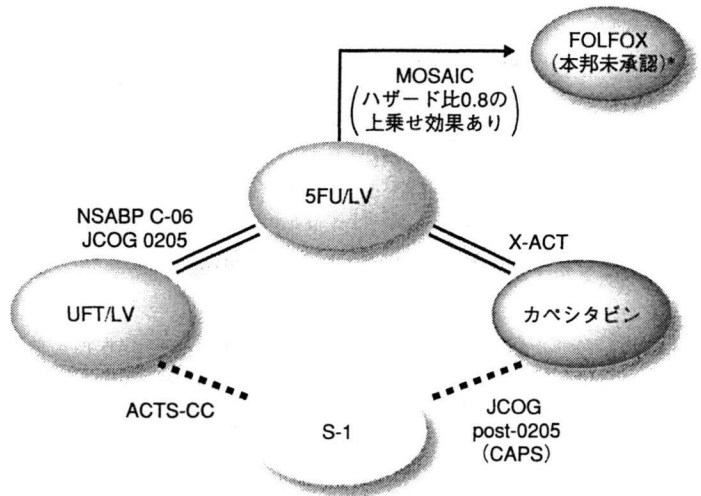 FOLFOX
(本邦未承認)*
MOSAIC
(ハザード比0.8の
上乗せ効果あり)
5FU/LV
NSABP C-06
JCOG 0205
X-ACT
UFT/LV
カペシタビン
ACTS-CC
S-1
JCOG
post-0205
(CAPS)